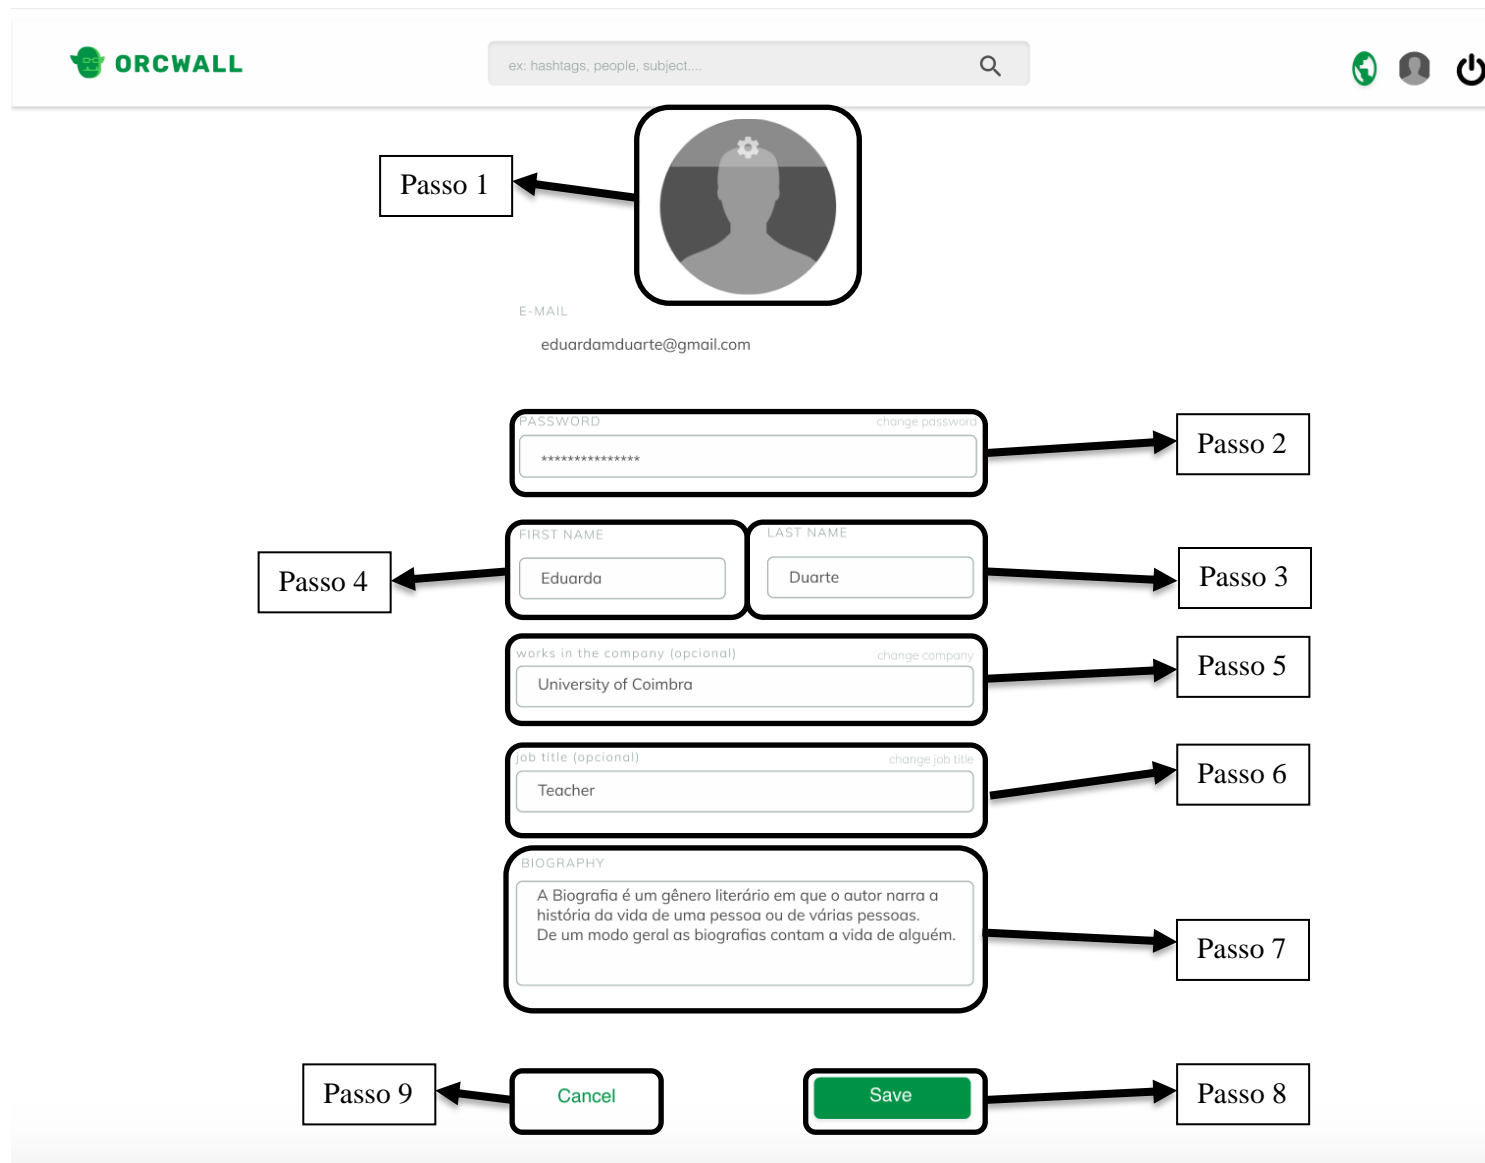 ORCWALL
ex: hashtags, people, subject....
Passo 1
E-MAIL
eduardamduarte@gmail.com
PASSWORD
change password
***************
Passo 2
FIRST NAME
LAST NAME
Passo 4
Eduarda
Duarte
Passo 3
works in the company (opcional)
change company
University of Coimbra
Passo 5
job title (opcional)
change job title
Teacher
Passo 6
BIOGRAPHY
A Biografia é um gênero literário em que o autor narra a
história da vida de uma pessoa ou de várias pessoas.
De um modo geral as biografias contam a vida de alguém.
Passo 7
Passo 9
Cancel
Save
Passo 8